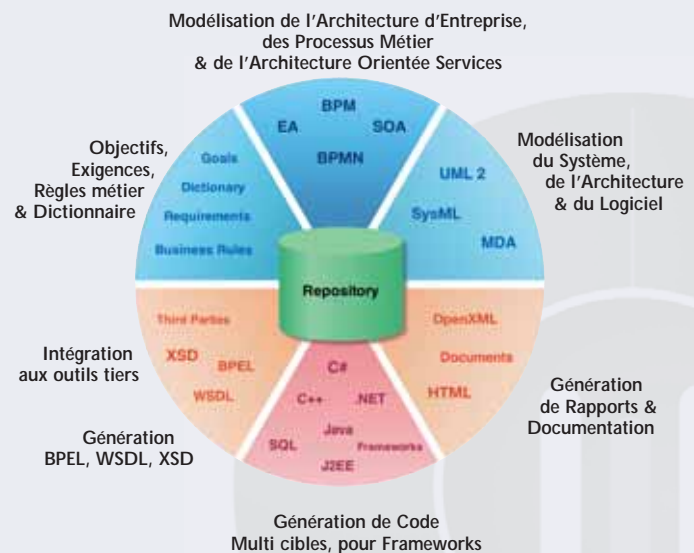 Modélisation de l'Architecture d'Entreprise,
des Processus Métier
& de l'Architecture Orientée Services
Objectifs,
Exigences,
Règles métier
& Dictionnaire
Goals
Dictionary
Requirements
Business Rules
BPM
EA
SOA
BPMN
UML 2
SysML
MDA
Modélisation
du Système,
de l'Architecture
& du Logiciel
Repository
Intégration
aux outils tiers
Génération
BPEL, WSDL, XSD
Third Parties
XSD
BPEL
WSDL
C#
C++ .NET
Java
SQL Frameworks
J2EE
OpenXML
Documents
HTML
Génération
de Rapports &
Documentation
Génération de Code
Multi cibles, pour Frameworks